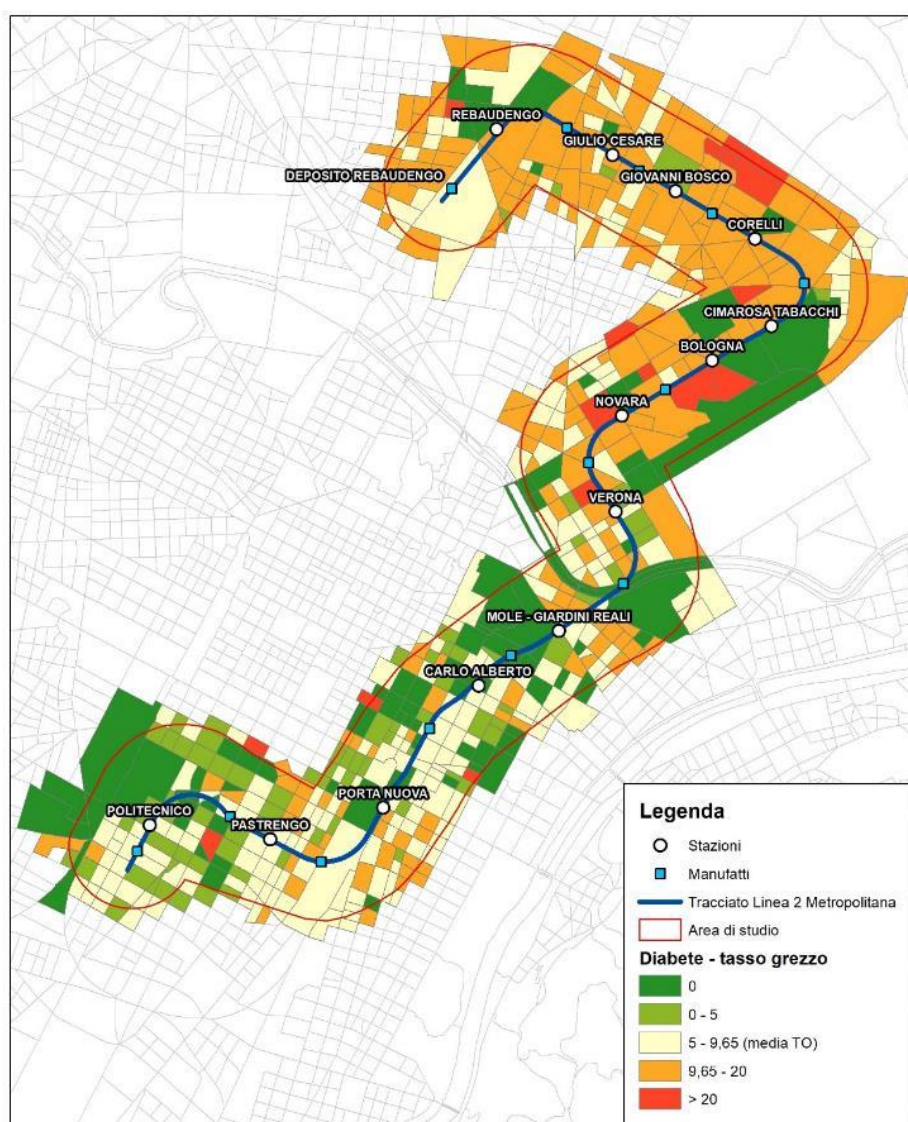 REBAUDENGO
GIULIO CESARE
DEPOSITO REBAUDENGO
GIOVANNI BOSCO
CORELLI
CIMAROSA TABACCHI
BOLOGNA
NOVARA
VERONA
MOLE - GIARDINI REALI
CARLO ALBERTO
PORTA NUOVA
POLITECNICO
PASTRENGO
Legenda
Stazioni
Manufatti
Tracciato Linea 2 Metropolitana
Area di studio
Diabete - tasso grezzo
0
0 - 5
5 - 9,65 (media TO)
9,65 - 20
> 20